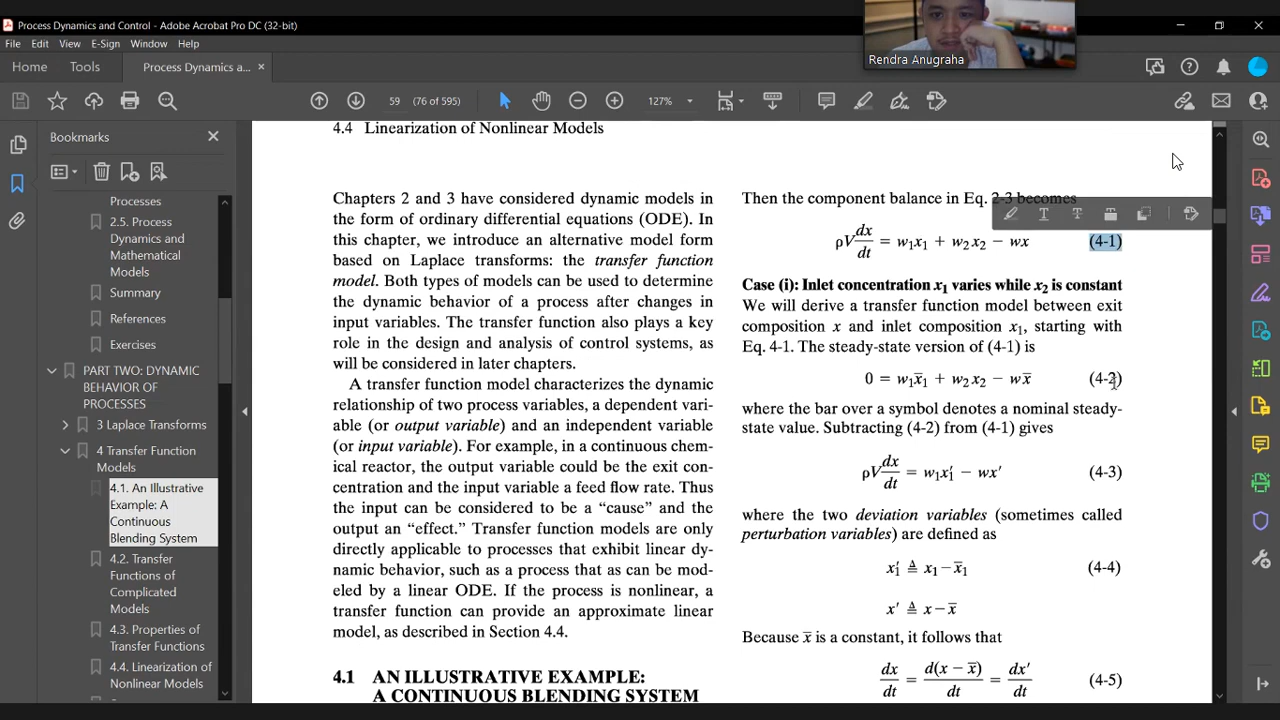 Process Dynamics and Control - Adobe Acrobat Pro DC (32-bit)
File Edit View E-Sign Window Help
Home Tools Process Dynamics a... ×
59 (76 of 595) 127%
Rendra Anugraha
Bookmarks
Processes
2.5. Process
Dynamics and
Mathematical
Models
Summary
References
Exercises
PART TWO: DYNAMIC
BEHAVIOR OF
PROCESSES
3 Laplace Transforms
4 Transfer Function
Models
4.1. An Illustrative
Example: A
Continuous
Blending System
4.2. Transfer
Functions of
Complicated
Models
4.3. Properties of
Transfer Functions
4.4. Linearization of
Nonlinear Models
4.4 Linearization of Nonlinear Models
Chapters 2 and 3 have considered dynamic models in
the form of ordinary differential equations (ODE). In
this chapter, we introduce an alternative model form
based on Laplace transforms: the transfer function
model. Both types of models can be used to determine
the dynamic behavior of a process after changes in
input variables. The transfer function also plays a key
role in the design and analysis of control systems, as
will be considered in later chapters.
A transfer function model characterizes the dynamic
relationship of two process variables, a dependent vari-
able (or output variable) and an independent variable
(or input variable). For example, in a continuous chem-
ical reactor, the output variable could be the exit con-
centration and the input variable a feed flow rate. Thus
the input can be considered to be a “cause” and the
output an “effect.” Transfer function models are only
directly applicable to processes that exhibit linear dy-
namic behavior, such as a process that as can be mod-
eled by a linear ODE. If the process is nonlinear, a
transfer function can provide an approximate linear
model, as described in Section 4.4.
4.1 AN ILLUSTRATIVE EXAMPLE:
A CONTINUOUS BLENDING SYSTEM
Then the component balance in Eq. 2-3 becomes
ρV dx/dt = w₁x₁ + w₂x₂ − wx (4-1)
Case (i): Inlet concentration x₁ varies while x₂ is constant
We will derive a transfer function model between exit
composition x and inlet composition x₁, starting with
Eq. 4-1. The steady-state version of (4-1) is
0 = w₁x̅₁ + w₂x₂ − wx̅ (4-2)
where the bar over a symbol denotes a nominal steady-
state value. Subtracting (4-2) from (4-1) gives
ρV dx/dt = w₁x₁′ − wx′ (4-3)
where the two deviation variables (sometimes called
perturbation variables) are defined as
x₁′ ≜ x₁ − x̅₁ (4-4)
x′ ≜ x − x̅
Because x̅ is a constant, it follows that
dx/dt = d(x − x̅)/dt = dx′/dt (4-5)